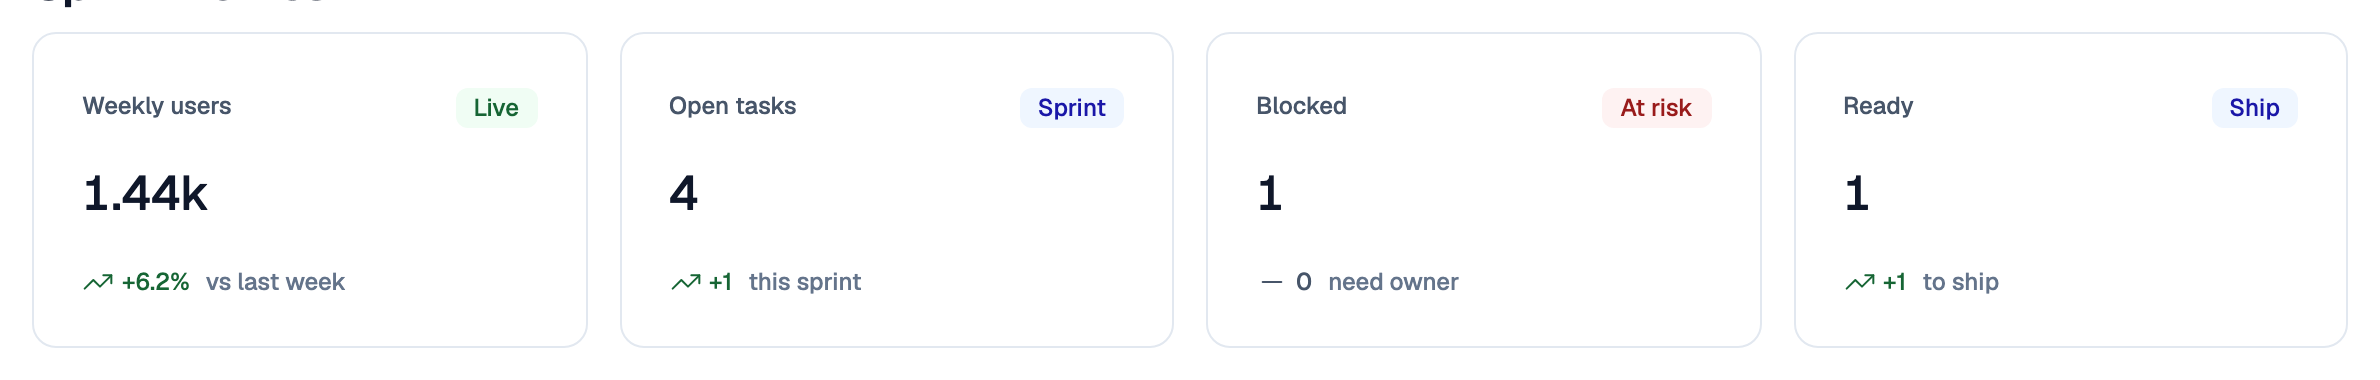 Weekly users Live
1.44k
+6.2% vs last week
Open tasks Sprint
4
+1 this sprint
Blocked At risk
1
0 need owner
Ready Ship
1
+1 to ship